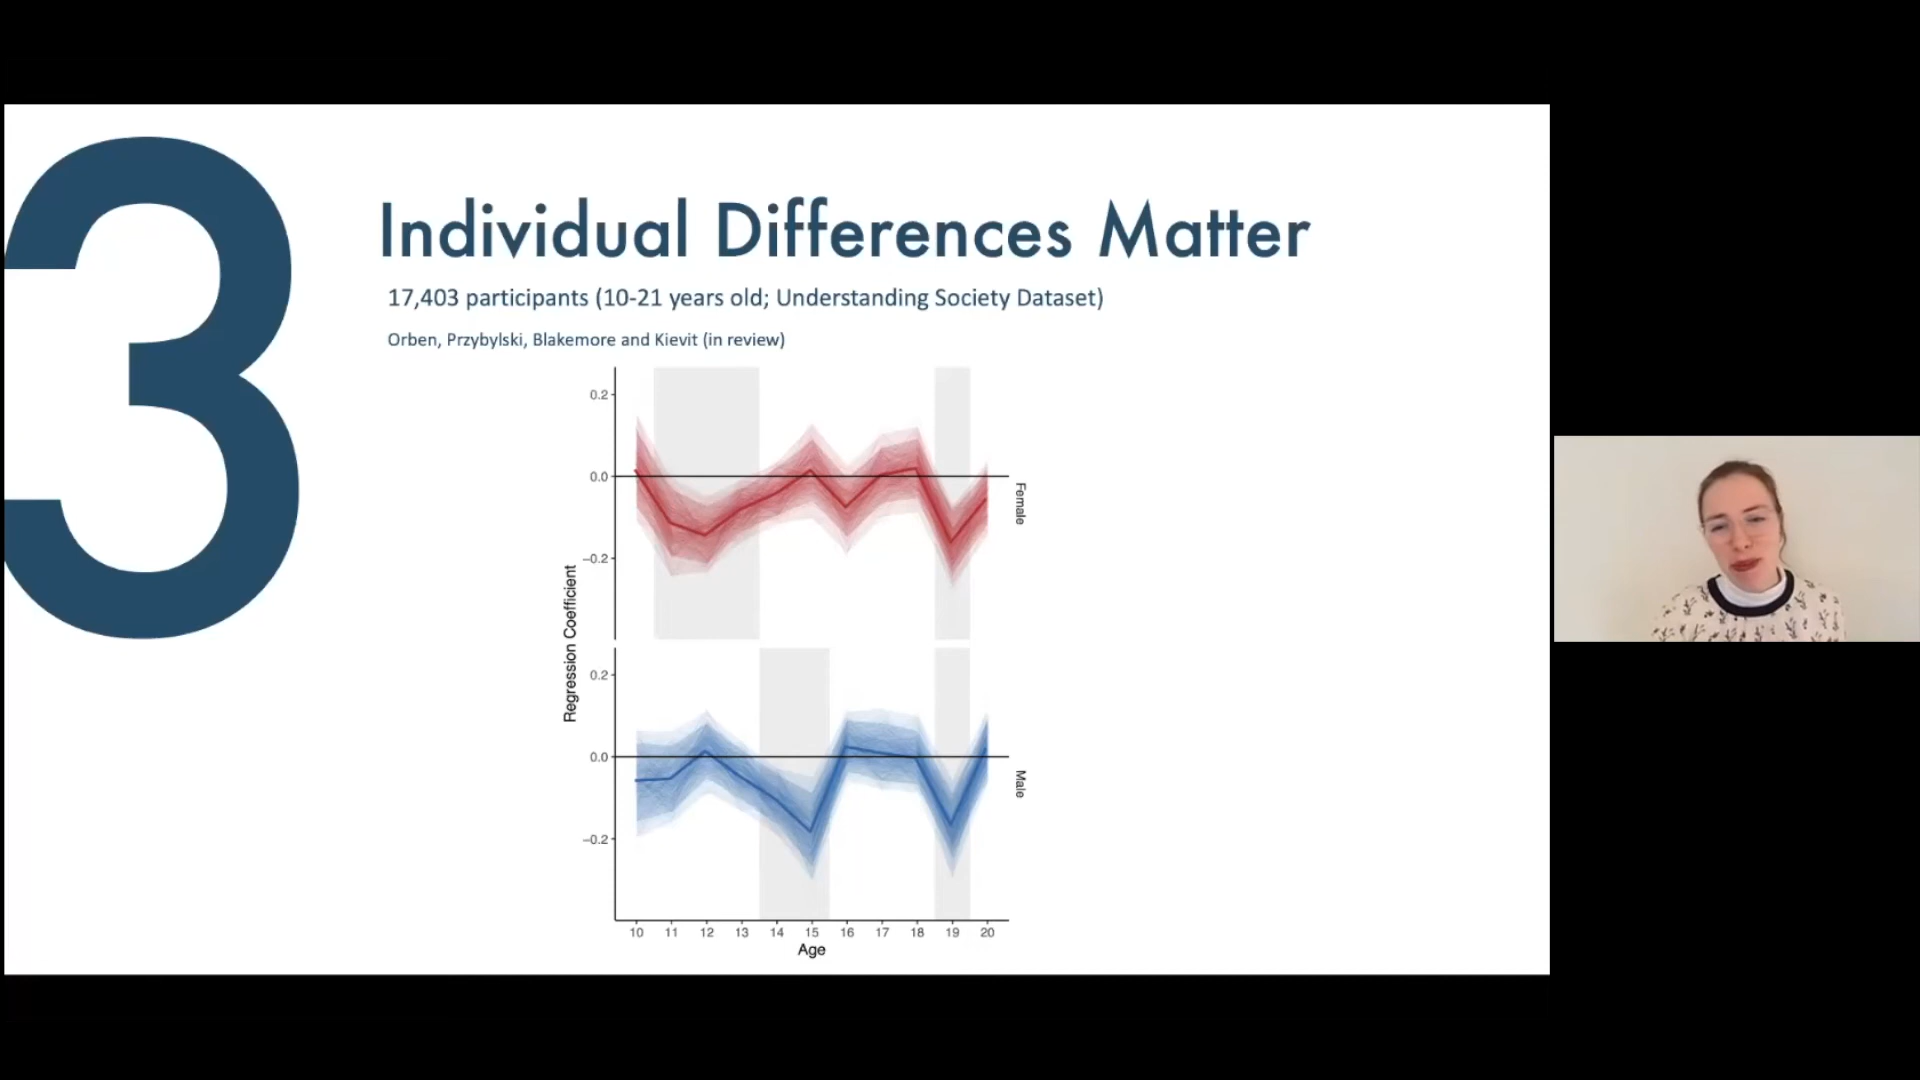 3
Individual Differences Matter
17,403 participants (10-21 years old; Understanding Society Dataset)
Orben, Przybylski, Blakemore and Kievit (in review)
Regression Coefficient
0.2
0.0
−0.2
Female
0.2
0.0
−0.2
Male
10 11 12 13 14 15 16 17 18 19 20
Age